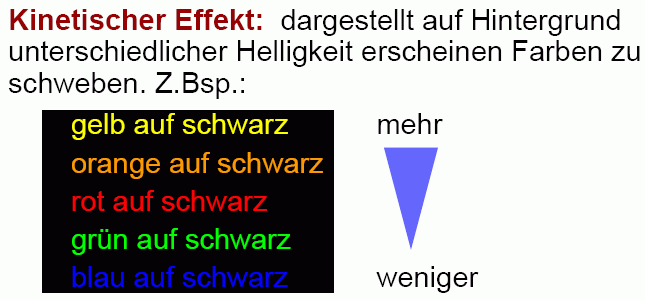 Kinetischer Effekt: dargestellt auf Hintergrund
unterschiedlicher Helligkeit erscheinen Farben zu
schweben. Z.Bsp.:
gelb auf schwarz
mehr
orange auf schwarz
rot auf schwarz
grün auf schwarz
blau auf schwarz
weniger